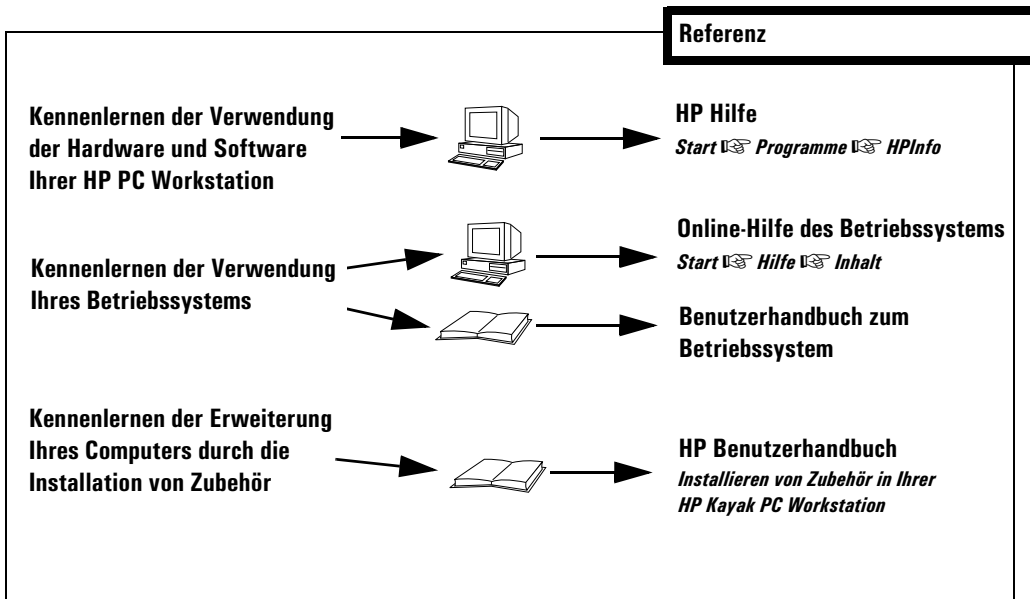 Referenz
Kennenlernen der Verwendung
der Hardware und Software
Ihrer HP PC Workstation
HP Hilfe
Start ☞ Programme ☞ HPInfo
Kennenlernen der Verwendung
Ihres Betriebssystems
Online-Hilfe des Betriebssystems
Start ☞ Hilfe ☞ Inhalt
Benutzerhandbuch zum
Betriebssystem
Kennenlernen der Erweiterung
Ihres Computers durch die
Installation von Zubehör
HP Benutzerhandbuch
Installieren von Zubehör in Ihrer
HP Kayak PC Workstation